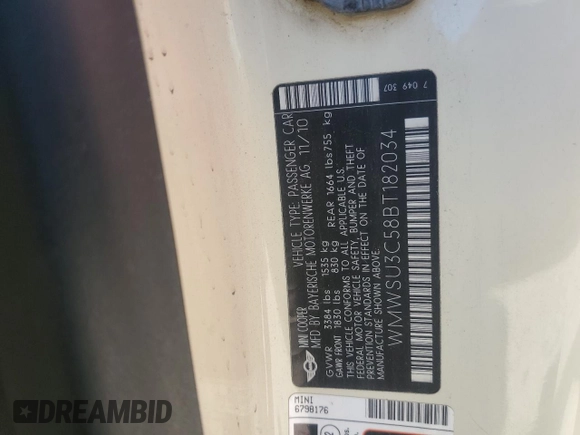 MINI COOPER
VEHICLE TYPE: PASSENGER CAR
MFD BY BAYERISCHE MOTORENWERKE AG 11/10
GVWR 3384 lbs 1535 kg
GAWR FRONT 1830 lbs 830 kg REAR 1664 lbs 755 kg
THIS VEHICLE CONFORMS TO ALL APPLICABLE U.S.
FEDERAL MOTOR VEHICLE SAFETY, BUMPER AND THEFT
PREVENTION STANDARDS IN EFFECT ON THE DATE OF
MANUFACTURE SHOWN ABOVE.
WMWSU3C58BT182034
7 049 307
MINI
6798176
DREAMBID